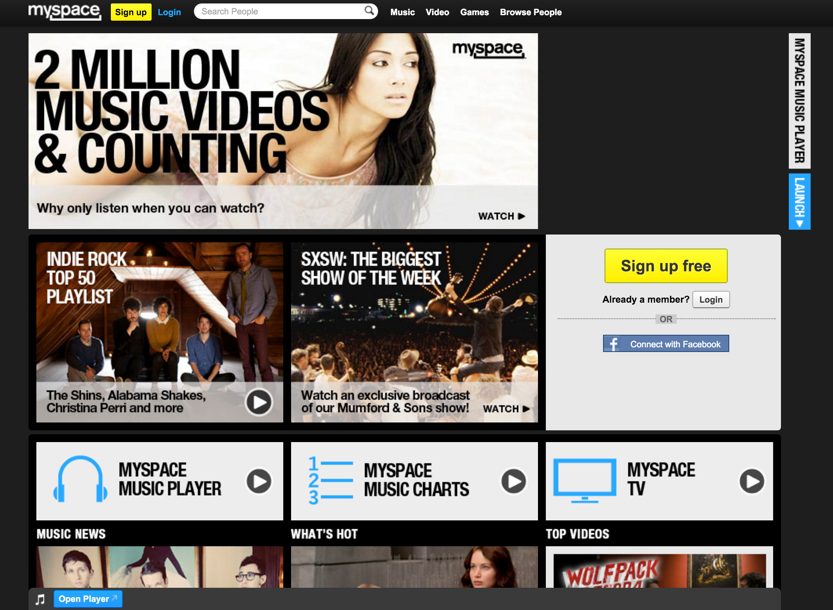 myspace
Sign up
Login
Search People
Music
Video
Games
Browse People
2 MILLION
MUSIC VIDEOS
& COUNTING
myspace
Why only listen when you can watch?
WATCH
MYSPACE MUSIC PLAYER
LAUNCH
INDIE ROCK
TOP 50
PLAYLIST
The Shins, Alabama Shakes,
Christina Perri and more
SXSW: THE BIGGEST
SHOW OF THE WEEK
Watch an exclusive broadcast
of our Mumford & Sons show!
WATCH
Sign up free
Already a member?
Login
OR
f
Connect with Facebook
MYSPACE
MUSIC PLAYER
1
2
3
MYSPACE
MUSIC CHARTS
MYSPACE
TV
MUSIC NEWS
WHAT'S HOT
TOP VIDEOS
WOLFPACK
Open Player